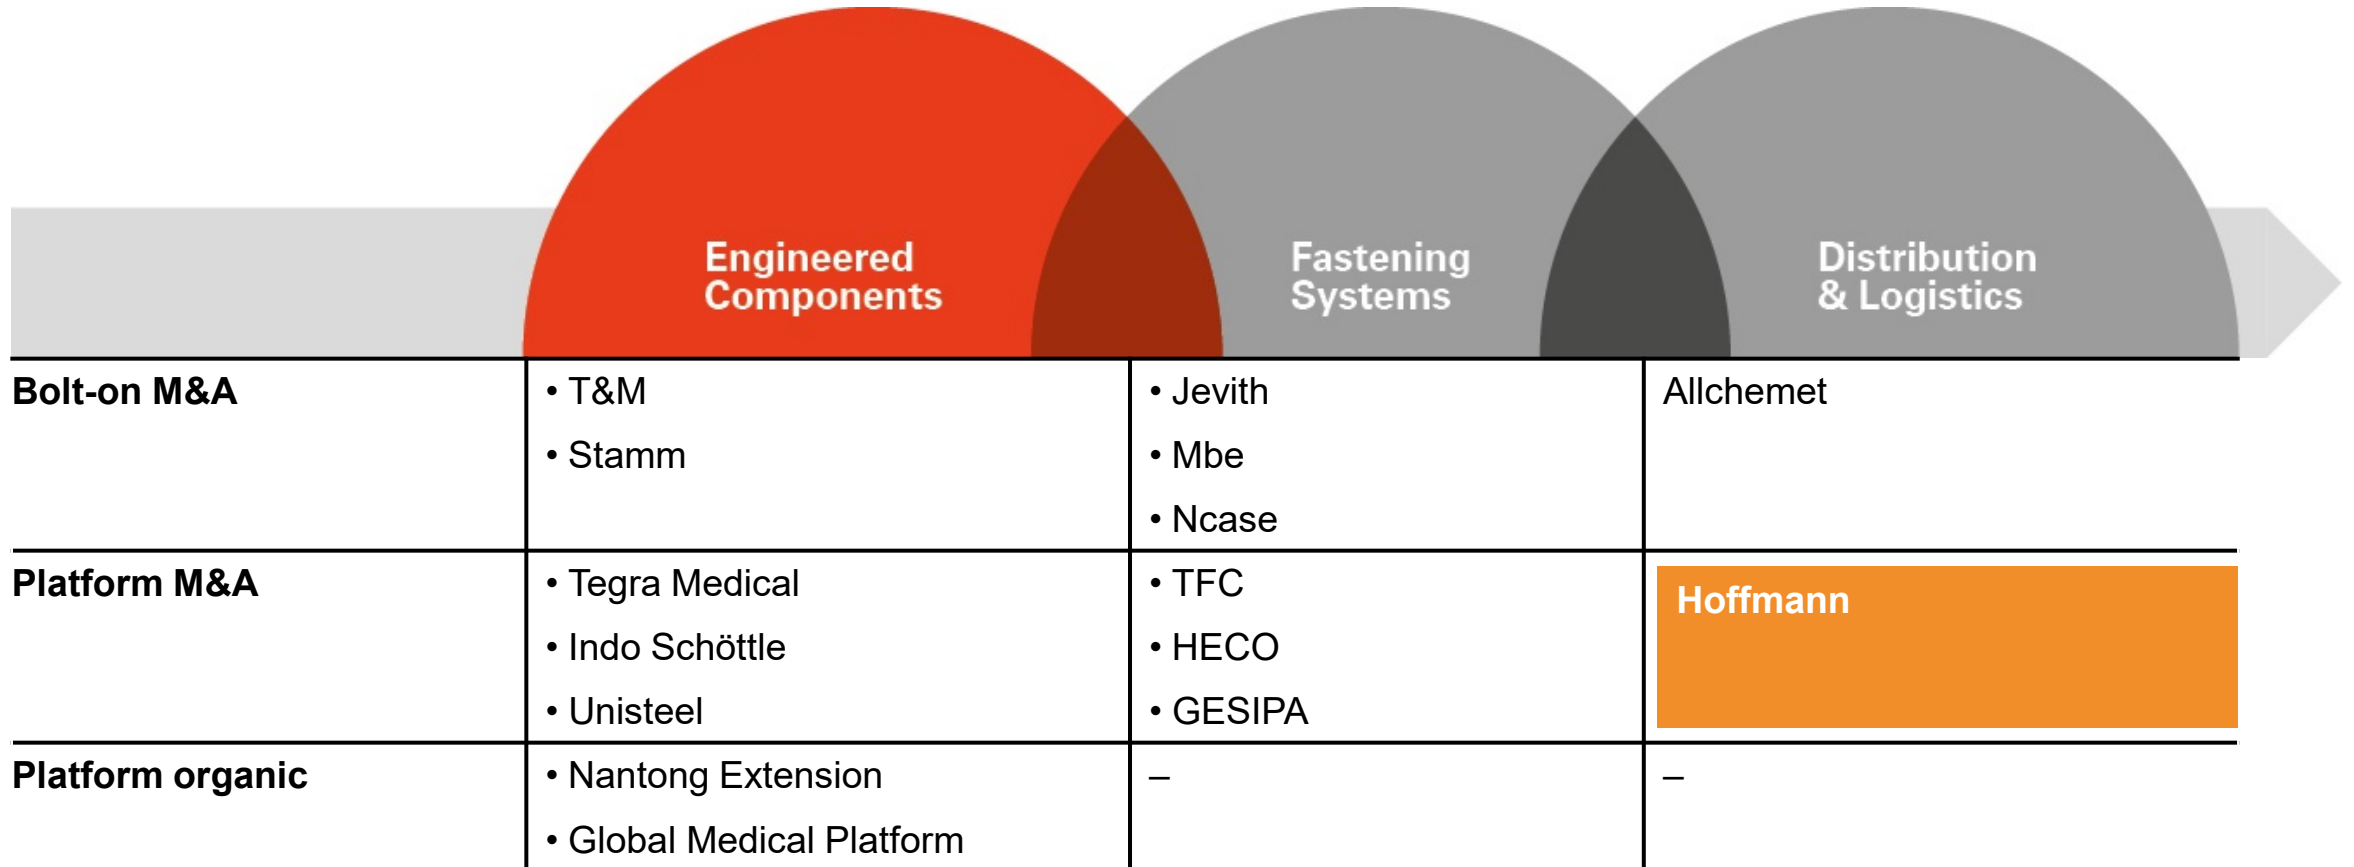 Engineered
Components
Fastening
Systems
Distribution
& Logistics
Bolt-on M&A
• T&M
• Stamm
• Jevith
• Mbe
• Ncase
Allchemet
Platform M&A
• Tegra Medical
• Indo Schöttle
• Unisteel
• TFC
• HECO
• GESIPA
Hoffmann
Platform organic
• Nantong Extension
• Global Medical Platform
–
–